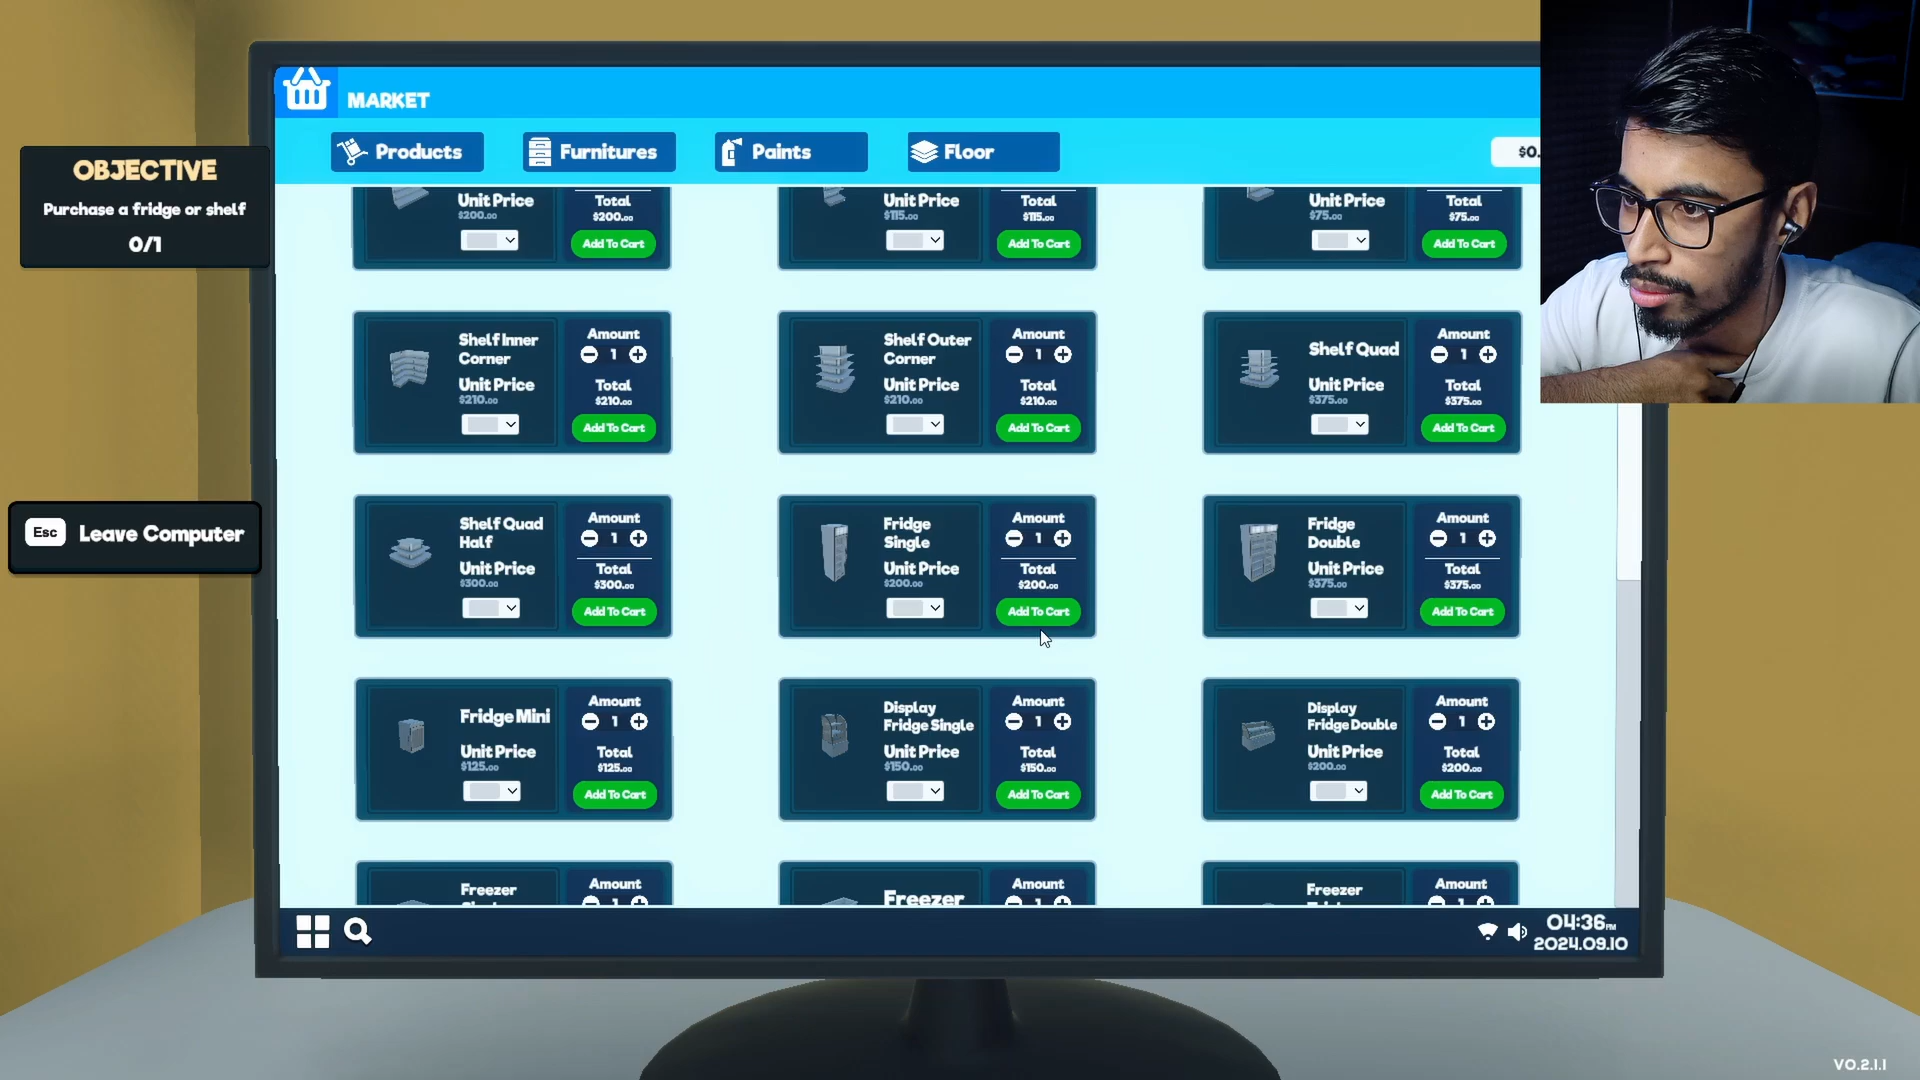 MARKET
Products Furnitures Paints Floor $0.
OBJECTIVE
Purchase a fridge or shelf
0/1
Esc Leave Computer
Unit Price
$200.00
Total
$200.00
Add To Cart
Unit Price
$115.00
Total
$115.00
Add To Cart
Unit Price
$75.00
Total
$75.00
Add To Cart
Shelf Inner
Corner
Unit Price
$210.00
Amount
1
Total
$210.00
Add To Cart
Shelf Outer
Corner
Unit Price
$210.00
Amount
1
Total
$210.00
Add To Cart
Shelf Quad
Unit Price
$375.00
Amount
1
Total
$375.00
Add To Cart
Shelf Quad
Half
Unit Price
$300.00
Amount
1
Total
$300.00
Add To Cart
Fridge
Single
Unit Price
$200.00
Amount
1
Total
$200.00
Add To Cart
Fridge
Double
Unit Price
$375.00
Amount
1
Total
$375.00
Add To Cart
Fridge Mini
Unit Price
$125.00
Amount
1
Total
$125.00
Add To Cart
Display
Fridge Single
Unit Price
$150.00
Amount
1
Total
$150.00
Add To Cart
Display
Fridge Double
Unit Price
$200.00
Amount
1
Total
$200.00
Add To Cart
Freezer
Amount
1
Freezer
Amount
1
Freezer
Amount
1
04:36PM
2024.09.10
V0.2.1.1